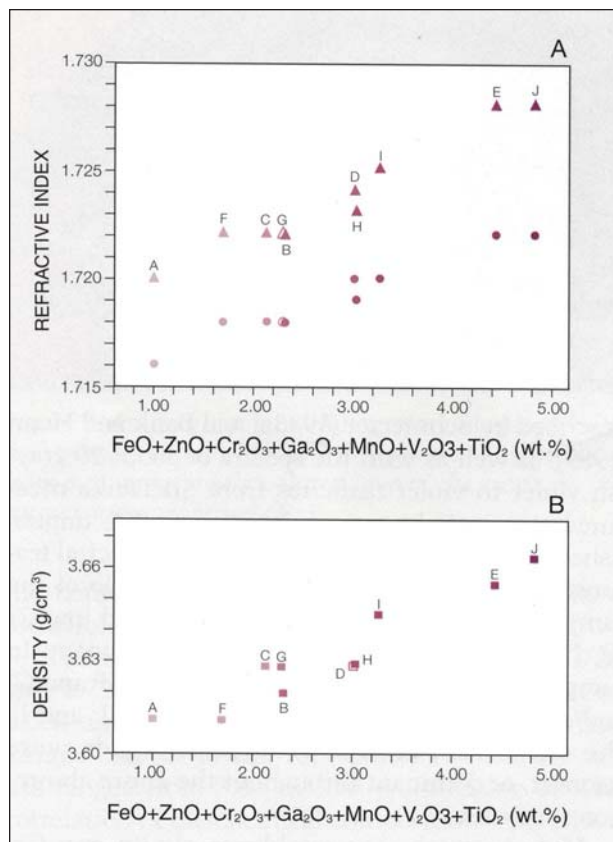 A
1.730
E J
I
1.725
D
F C G
H
B
A
1.720
1.715
REFRACTIVE INDEX
1.00 2.00 3.00 4.00 5.00
FeO+ZnO+Cr₂O₃+Ga₂O₃+MnO+V₂O3+TiO₂ (wt.%)
B
J
3.66
E
I
C G
H
3.63
D
A F B
3.60
DENSITY (g/cm³)
1.00 2.00 3.00 4.00 5.00
FeO+ZnO+Cr₂O₃+Ga₂O₃+MnO+V₂O3+TiO₂ (wt.%)